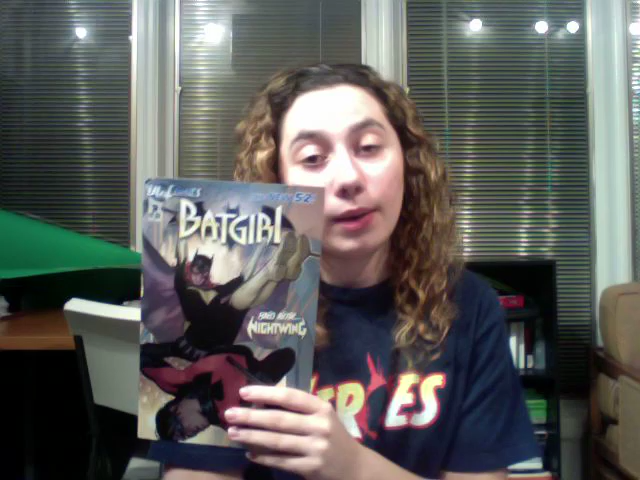 DC COMICS
THE NEW 52!
BATGIRL
NIGHTWING
HEROES